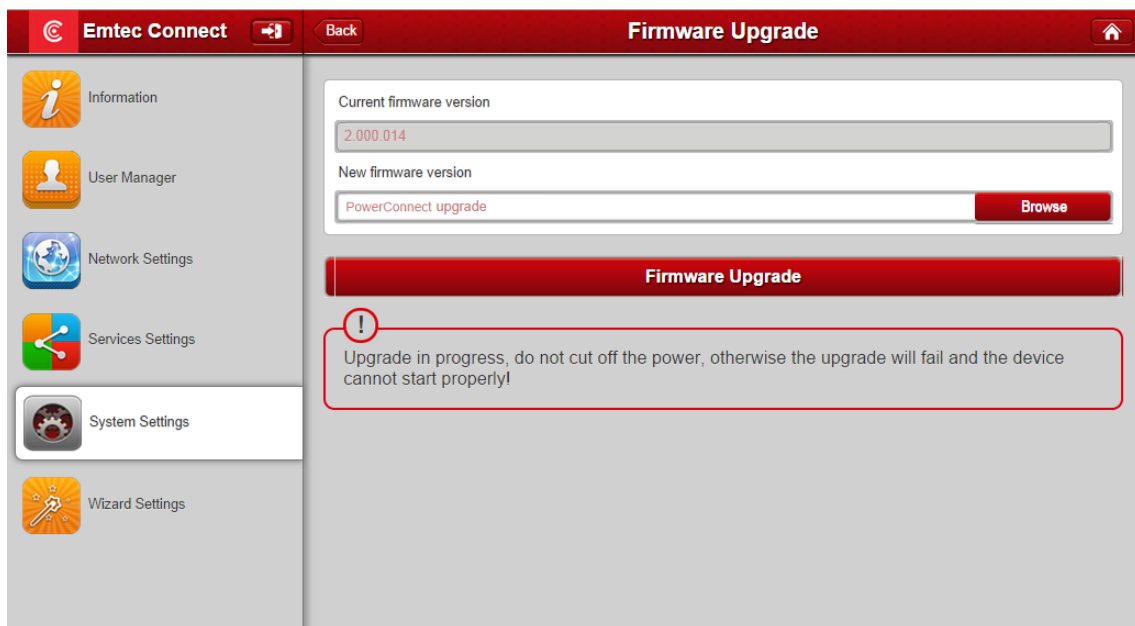 Emtec Connect
Back
Firmware Upgrade
Information
User Manager
Network Settings
Services Settings
System Settings
Wizard Settings
Current firmware version
2.000.014
New firmware version
PowerConnect upgrade
Browse
Firmware Upgrade
!
Upgrade in progress, do not cut off the power, otherwise the upgrade will fail and the device
cannot start properly!